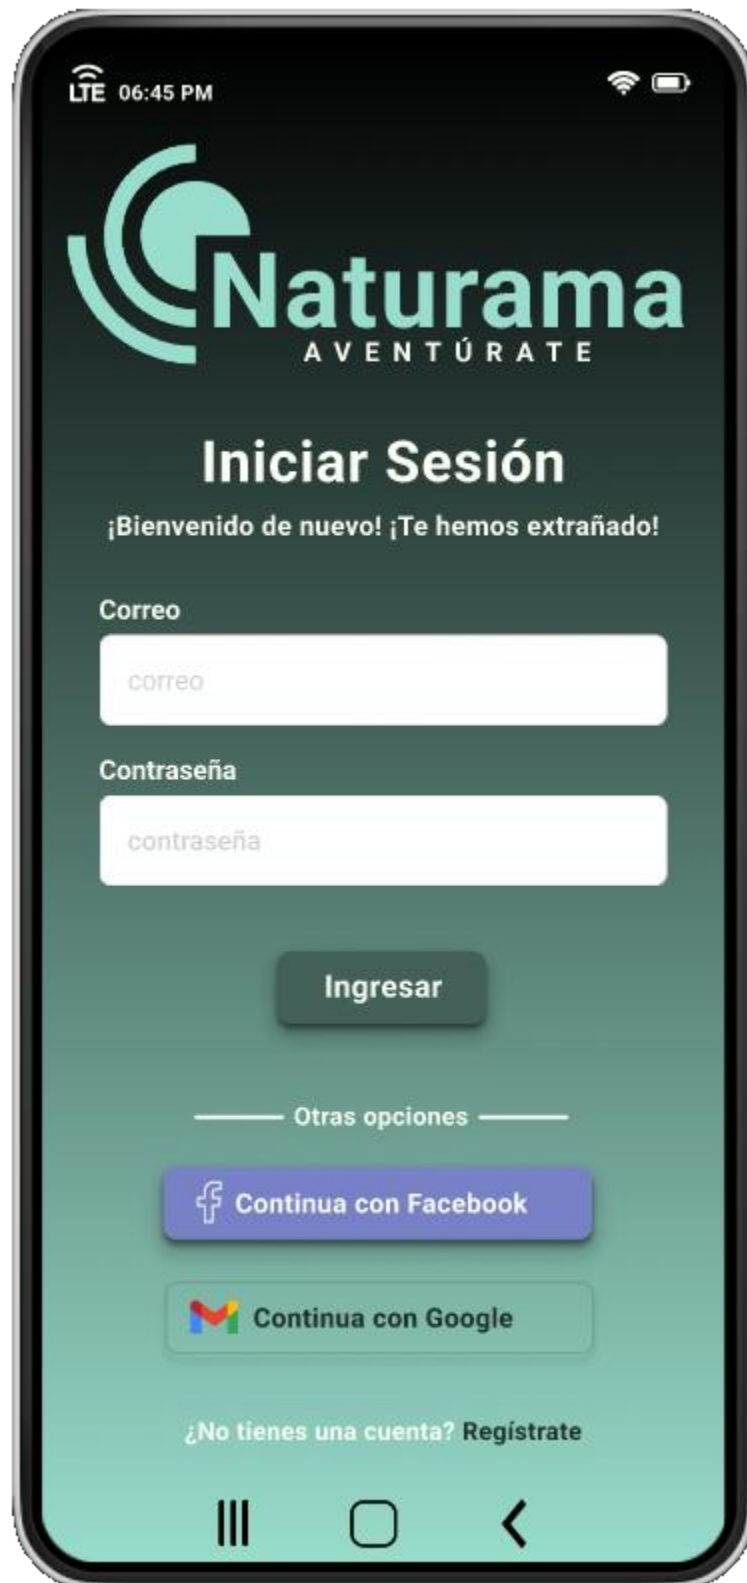 LTE 06:45 PM
Naturama
AVENTÚRATE
Iniciar Sesión
¡Bienvenido de nuevo! ¡Te hemos extrañado!
Correo
correo
Contraseña
contraseña
Ingresar
Otras opciones
Continua con Facebook
Continua con Google
¿No tienes una cuenta? Regístrate